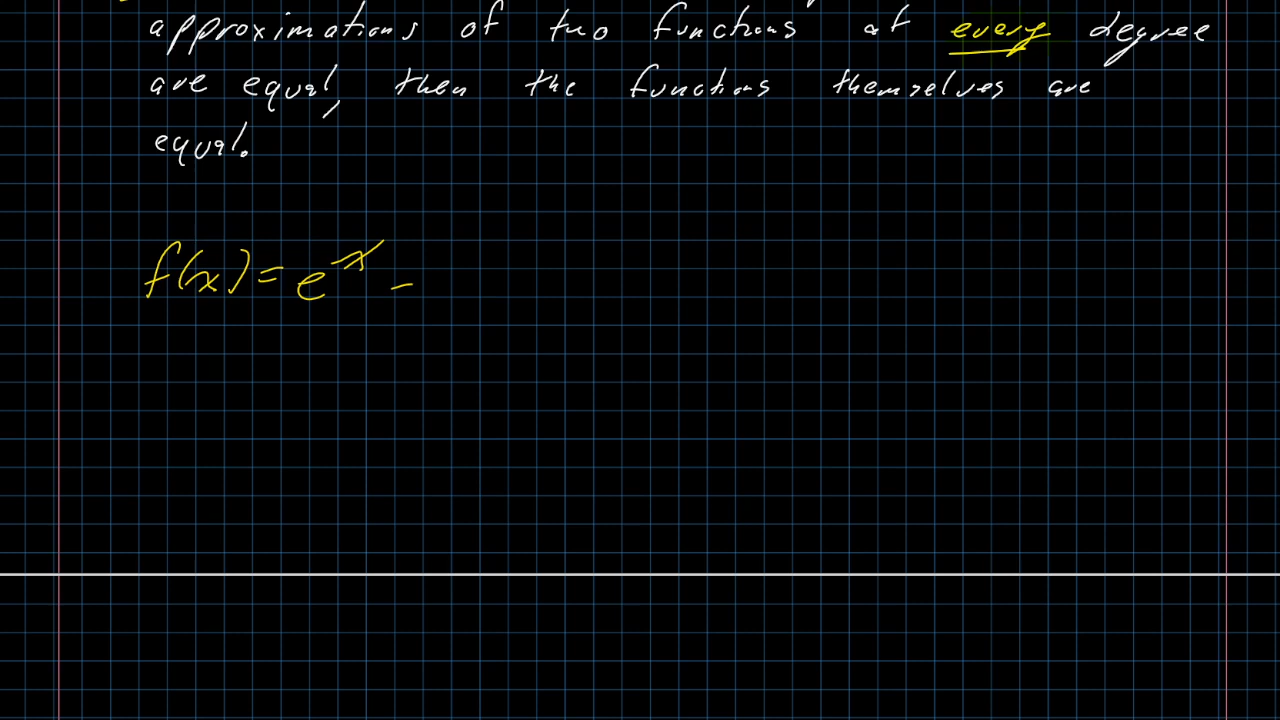 approximations of two functions at every degree
are equal, then the functions themselves are
equal.
f(x) = e^-x -